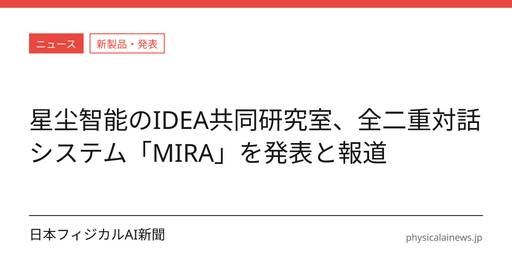 ニュース
新製品・発表
星尘智能のIDEA共同研究室、全二重対話
システム「MIRA」を発表と報道
日本フィジカルAI新聞
physicalainews.jp